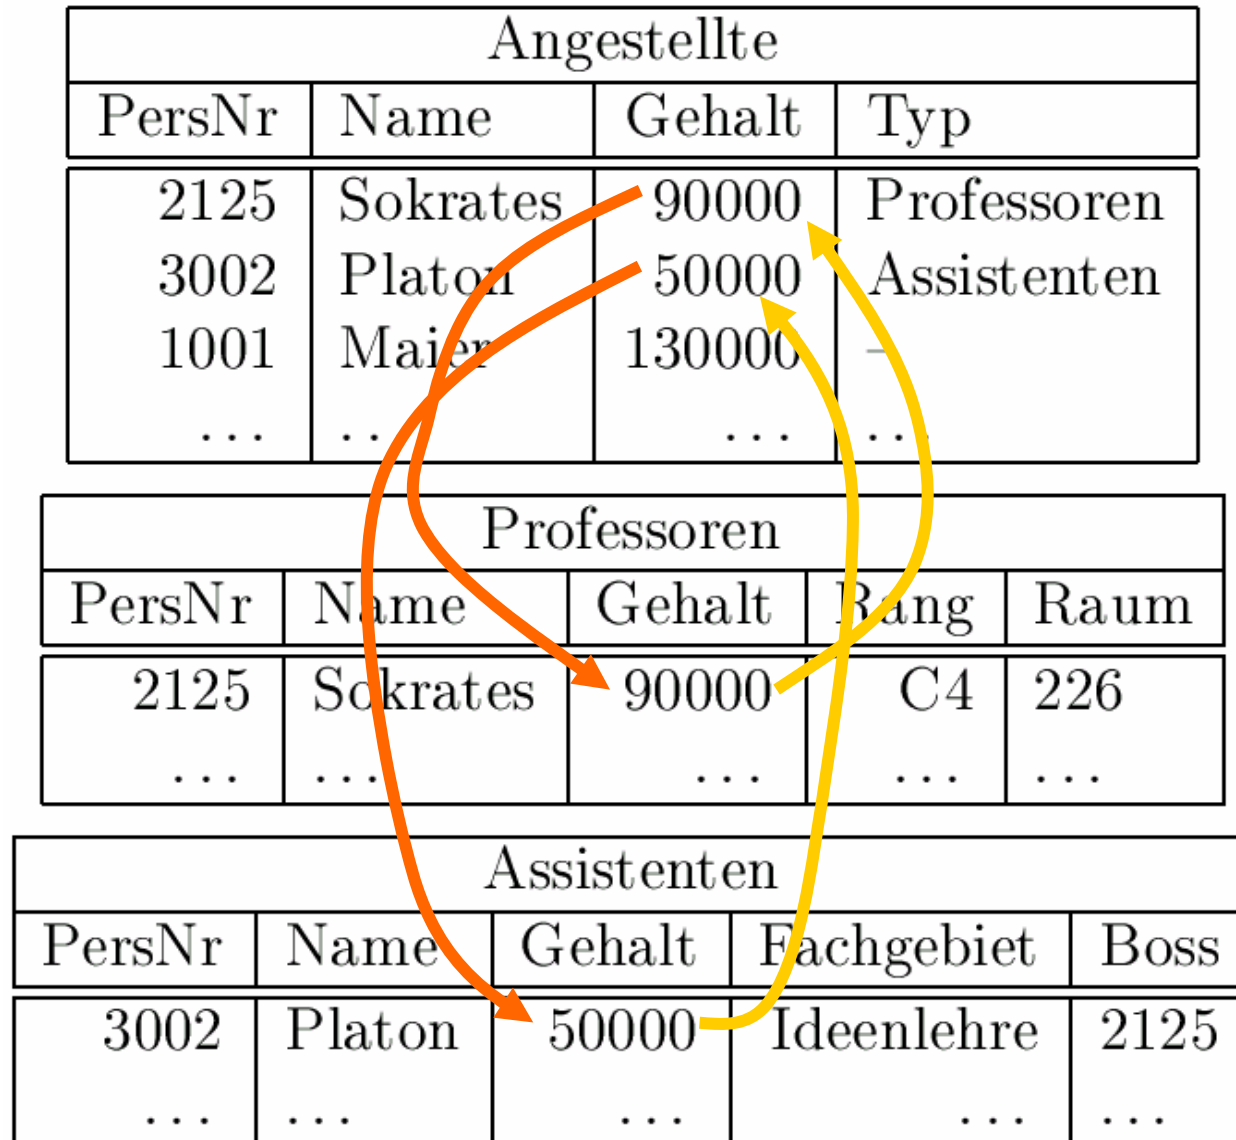 Angestellte
PersNr Name Gehalt Typ
2125 Sokrates 90000 Professoren
3002 Platon 50000 Assistenten
1001 Maier 130000 –
... ... ... ...
Professoren
PersNr Name Gehalt Rang Raum
2125 Sokrates 90000 C4 226
... ... ... ... ...
Assistenten
PersNr Name Gehalt Fachgebiet Boss
3002 Platon 50000 Ideenlehre 2125
... ... ... ... ...